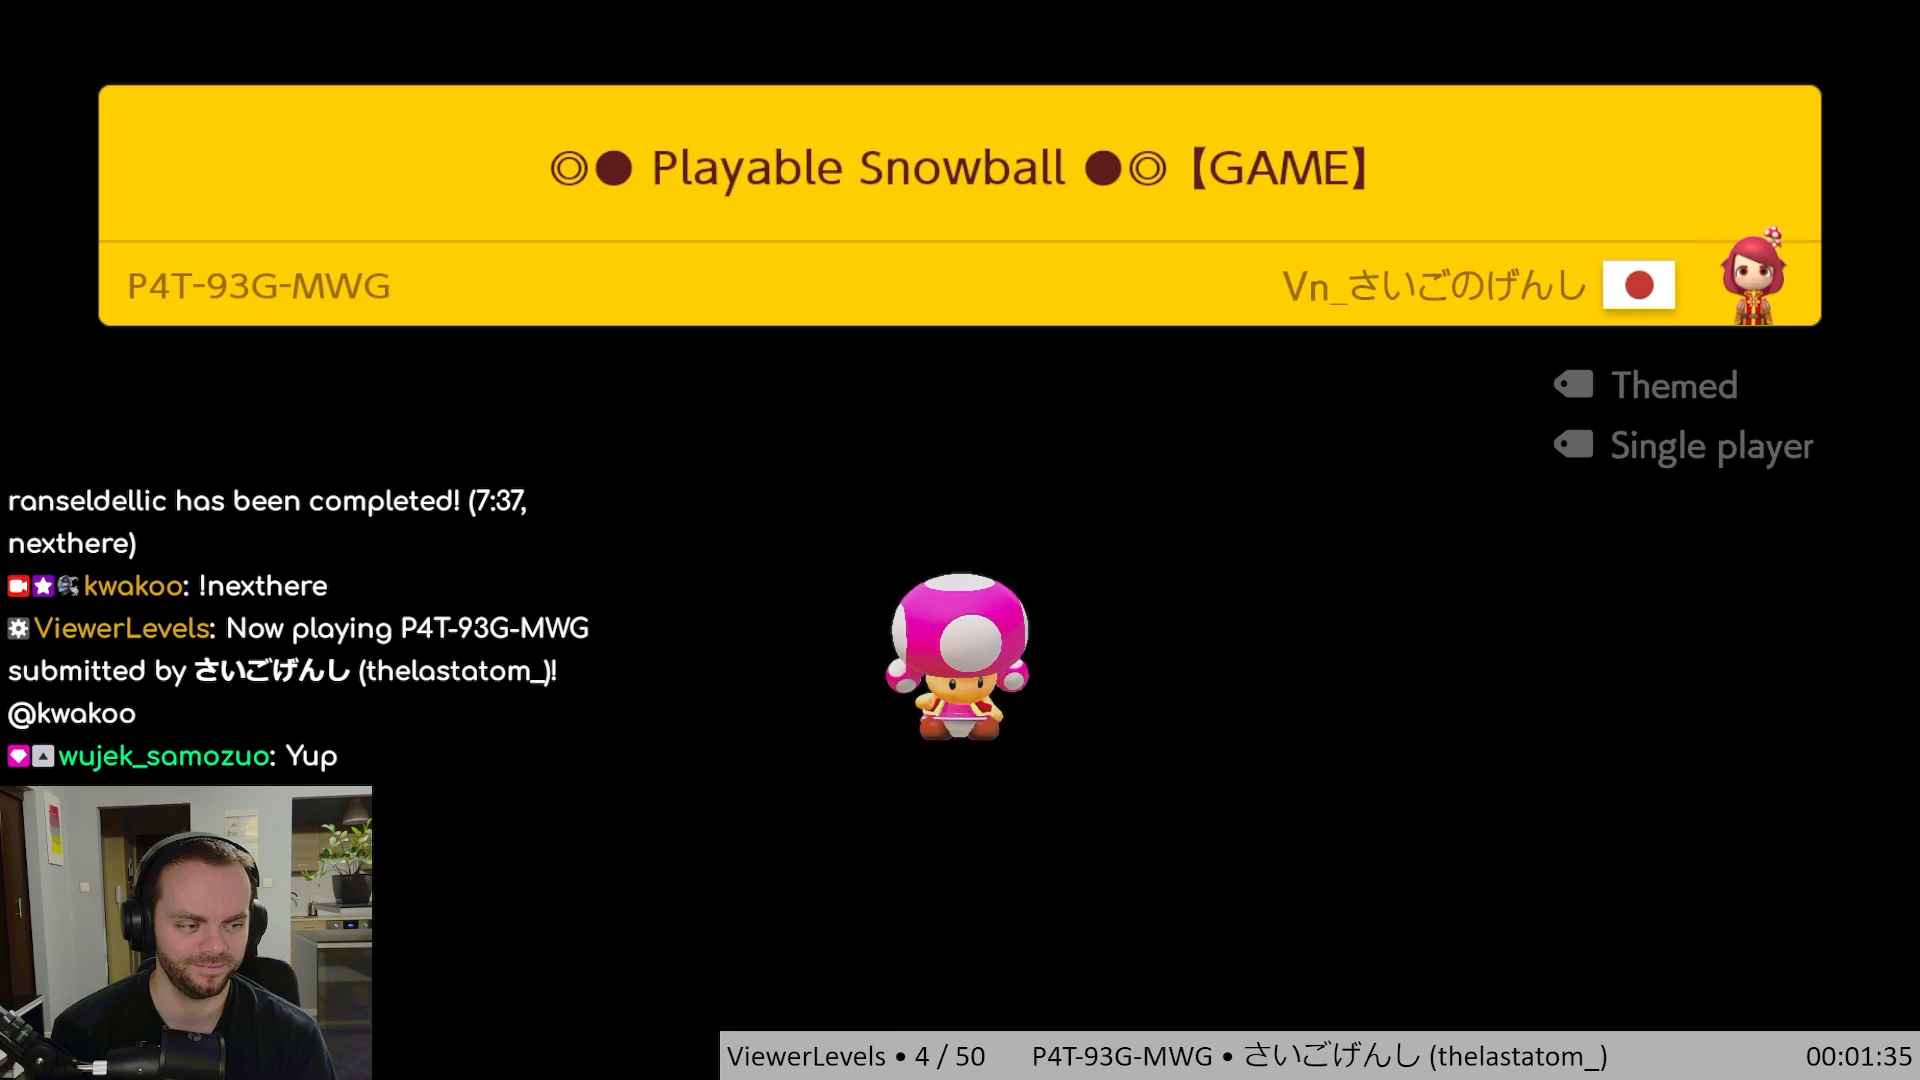 ◎● Playable Snowball ●◎【GAME】
P4T-93G-MWG
Vn_さいごのげんし
Themed
Single player
ranseldellic has been completed! (7:37,
nexthere)
kwakoo: !nexthere
ViewerLevels: Now playing P4T-93G-MWG
submitted by さいごげんし (thelastatom_)!
@kwakoo
wujek_samozuo: Yup
ViewerLevels • 4 / 50 P4T-93G-MWG • さいごげんし (thelastatom_) 00:01:35